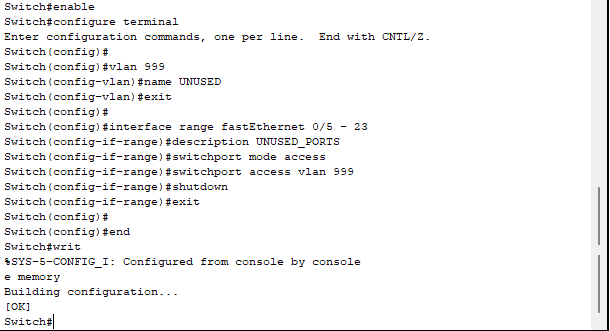 Switch#enable
Switch#configure terminal
Enter configuration commands, one per line.  End with CNTL/Z.
Switch(config)#
Switch(config)#vlan 999
Switch(config-vlan)#name UNUSED
Switch(config-vlan)#exit
Switch(config)#
Switch(config)#interface range fastEthernet 0/5 - 23
Switch(config-if-range)#description UNUSED_PORTS
Switch(config-if-range)#switchport mode access
Switch(config-if-range)#switchport access vlan 999
Switch(config-if-range)#shutdown
Switch(config-if-range)#exit
Switch(config)#
Switch(config)#end
Switch#writ
%SYS-5-CONFIG_I: Configured from console by console
e memory
Building configuration...
[OK]
Switch#